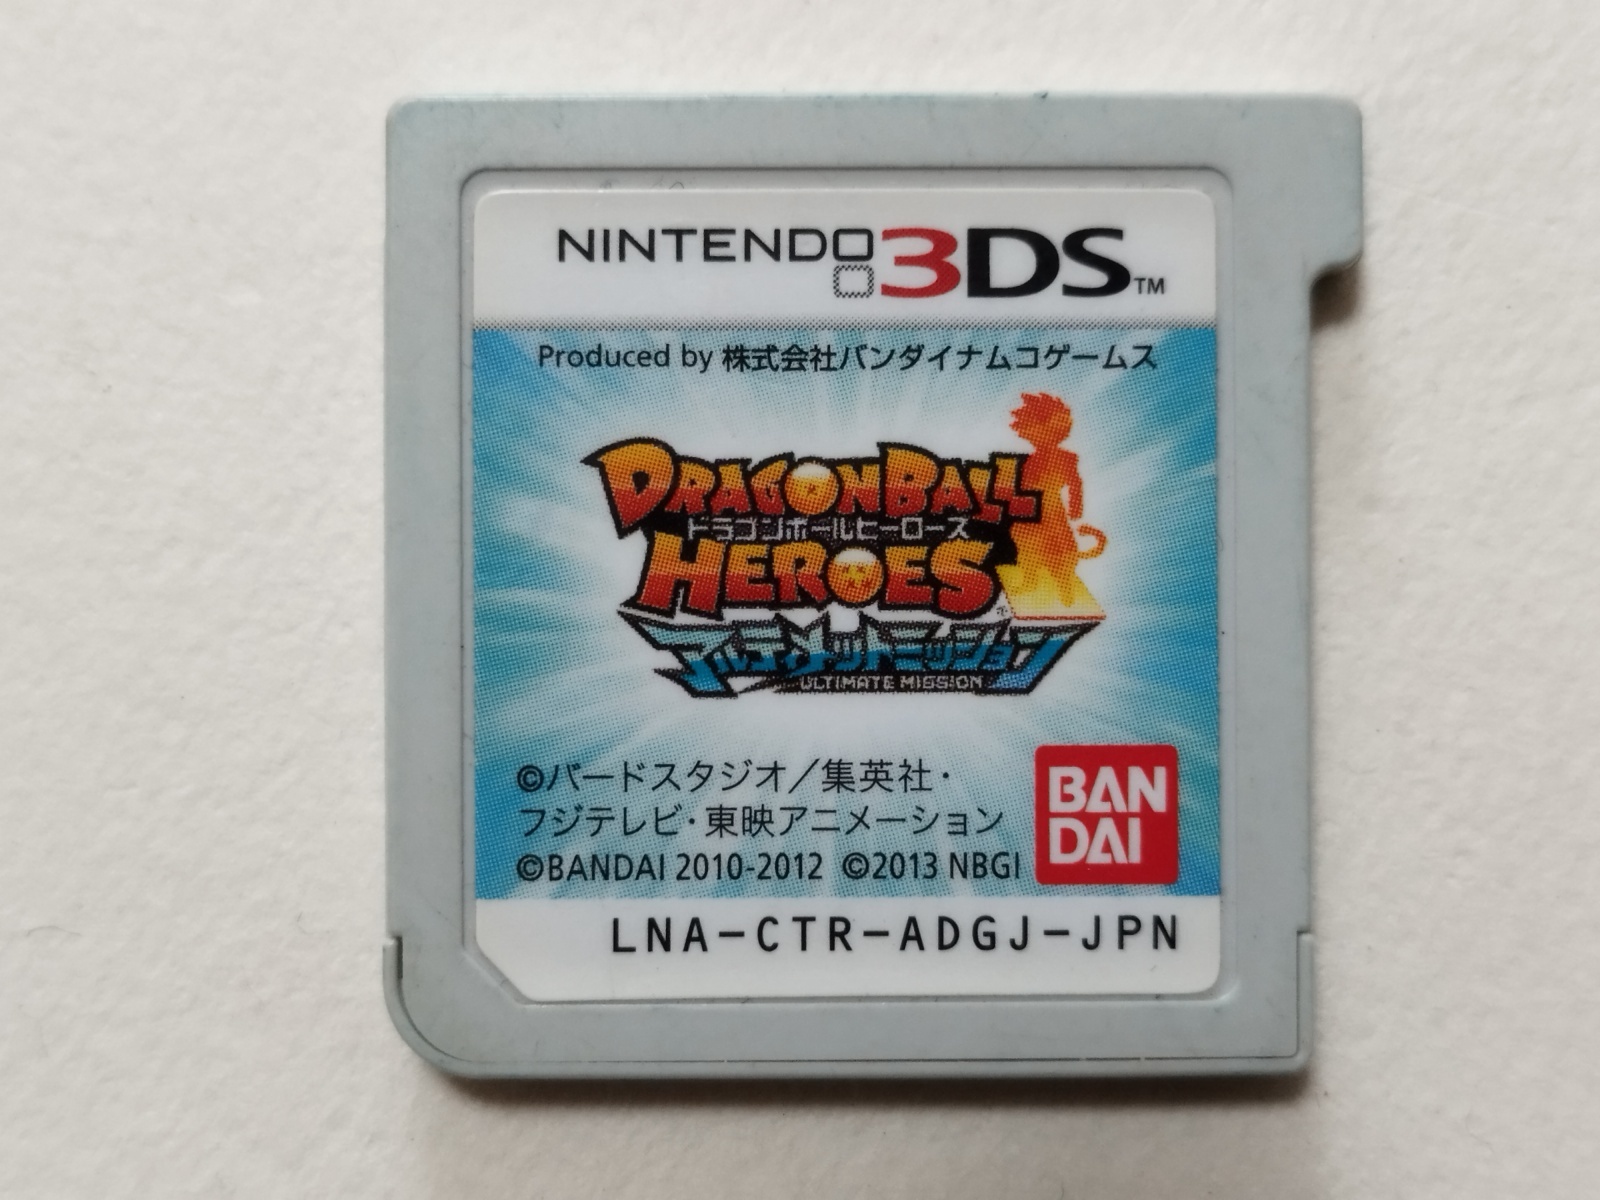 NINTENDO 3DS™
Produced by 株式会社バンダイナムコゲームス
DRAGON BALL
ドラゴンボールヒーローズ
HEROES
アルティメットミッション
ULTIMATE MISSION
©バードスタジオ／集英社・
フジテレビ・東映アニメーション
©BANDAI 2010-2012 ©2013 NBGI
BAN
DAI
LNA-CTR-ADGJ-JPN